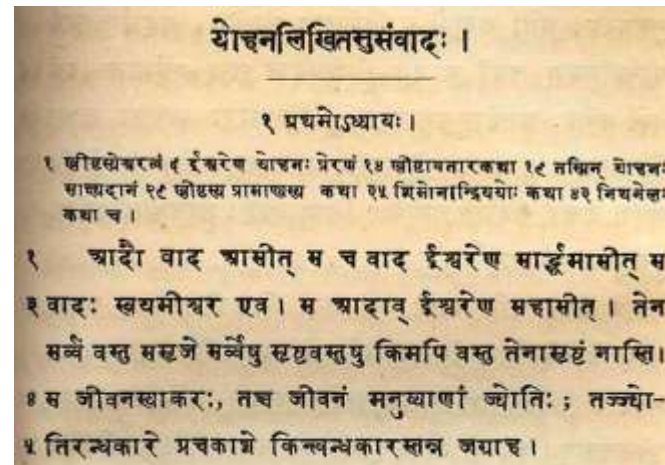 योहनलिखितसुसंवादः ।
१ प्रथमोऽध्यायः ।
१ ख्रीष्टस्येश्वरत्वं ६ ईश्वरेण योहनः प्रेरणं १४ ख्रीष्टावतारकथा १९ तस्मिन् योहनः
साक्ष्यदानं २९ ख्रीष्टस्य प्रामाण्यस्य कथा ३५ शिमोनान्द्रिययोः कथा ४३ निथनेलः
कथा च ।
१ आदौ वाद आसीत् स च वाद ईश्वरेण सार्द्धमासीत् स
३ वादः स्वयमीश्वर एव । स आदाव् ईश्वरेण सहासीत् । तेन
सर्व्वं वस्तु ससृजे सर्व्वेषु सृष्टवस्तुषु किमपि वस्तु तेनासृष्टं नास्ति।
४ स जीवनस्याकरः, तच्च जीवनं मनुष्याणां ज्योतिः ; तज्ज्यो-
५ तिरन्धकारे प्रचकाशे किन्त्वन्धकारस्तन्न जग्राह ।